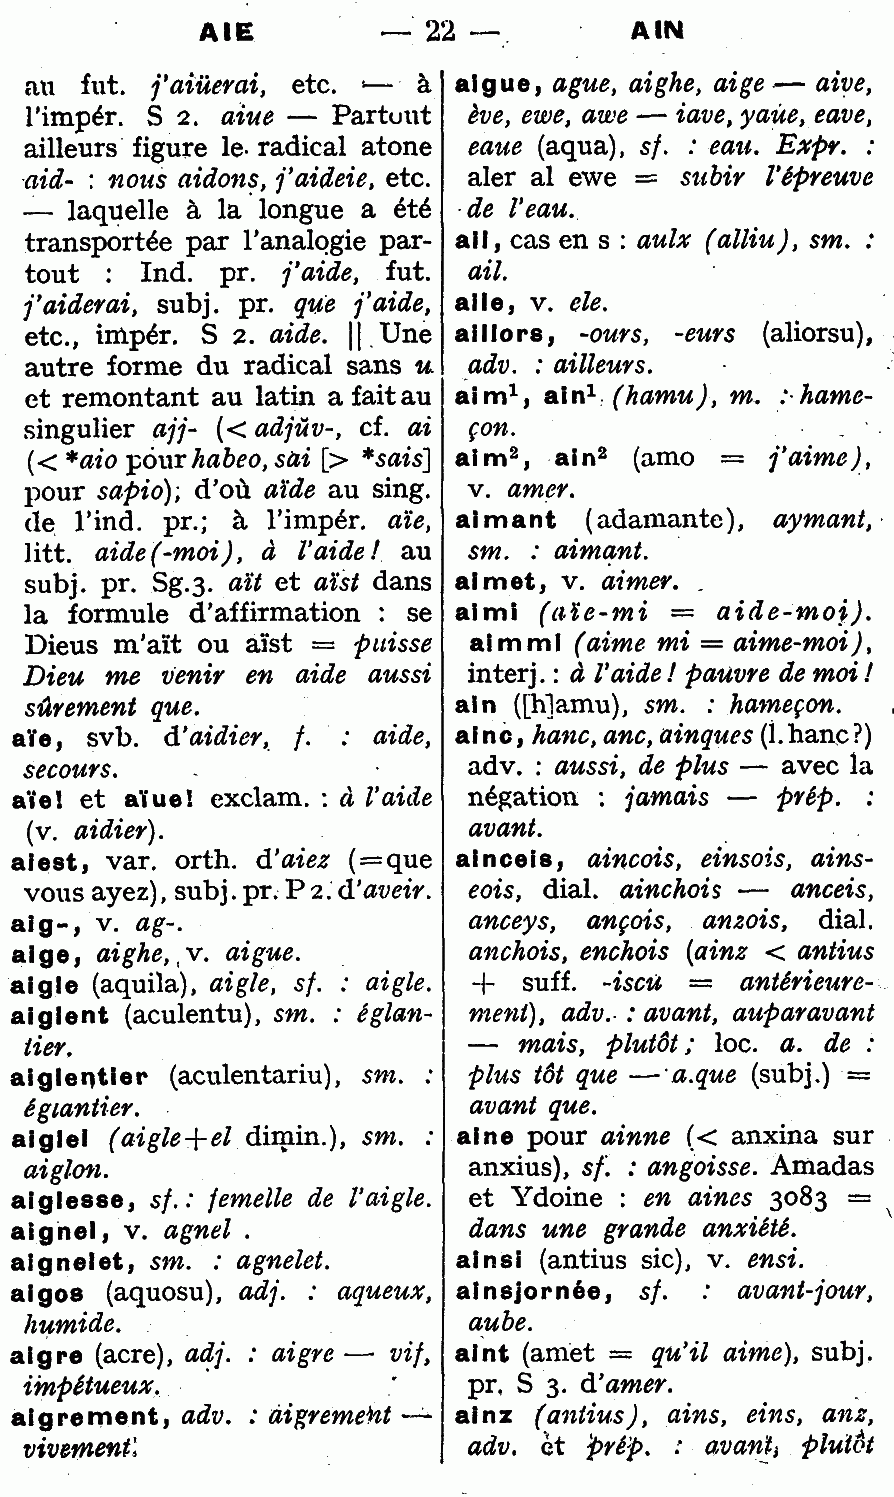 AIE — 22 — AIN
au fut. j'aiüerai, etc. — à
l'impér. S 2. aiue — Partout
ailleurs figure le radical atone
aid- : nous aidons, j'aideie, etc.
— laquelle à la longue a été
transportée par l'analogie par-
tout : Ind. pr. j'aide, fut.
j'aiderai, subj. pr. que j'aide,
etc., impér. S 2. aide. || Une
autre forme du radical sans u
et remontant au latin a fait au
singulier ajj- (< adjŭv-, cf. ai
(< *aio pour habeo, sai [> *sais]
pour sapio); d'où aïde au sing.
de l'ind. pr.; à l'impér. aïe,
litt. aide(-moi), à l'aide! au
subj. pr. Sg.3. aït et aïst dans
la formule d'affirmation : se
Dieus m'aït ou aïst = puisse
Dieu me venir en aide aussi
sûrement que.
aïe, svb. d'aidier, f. : aide,
secours.
aïe! et aïue! exclam. : à l'aide
(v. aidier).
aiest, var. orth. d'aiez (=que
vous ayez), subj. pr. P 2. d'aveir.
aig-, v. ag-.
aige, aighe, v. aigue.
aigle (aquila), aigle, sf. : aigle.
aiglent (aculentu), sm. : églan-
tier.
aiglentier (aculentariu), sm. :
églantier.
aiglel (aigle+el dimin.), sm. :
aiglon.
aiglesse, sf. : femelle de l'aigle.
aignel, v. agnel .
aignelet, sm. : agnelet.
aigos (aquosu), adj. : aqueux,
humide.
aigre (acre), adj. : aigre — vif,
impétueux.
aigrement, adv. : aigrement —
vivement.
aigue, ague, aighe, aige — aive,
ève, ewe, awe — iave, yaue, eave,
eaue (aqua), sf. : eau. Expr. :
aler al ewe = subir l'épreuve
de l'eau.
ail, cas en s : aulx (alliu), sm. :
ail.
aile, v. ele.
aillors, -ours, -eurs (aliorsu),
adv. : ailleurs.
aim¹, ain¹ (hamu), m. : hame-
çon.
aim², ain² (amo = j'aime),
v. amer.
aimant (adamante), aymant,
sm. : aimant.
aimet, v. aimer.
aimi (aïe-mi = aide-moi).
aimmi (aime mi = aime-moi),
interj. : à l'aide ! pauvre de moi !
ain ([h]amu), sm. : hameçon.
ainc, hanc, anc, ainques (l. hanc ?)
adv. : aussi, de plus — avec la
négation : jamais — prép. :
avant.
ainceis, aincois, einsois, ains-
eois, dial. ainchois — anceis,
anceys, ançois, anzois, dial.
anchois, enchois (ainz < antius
+ suff. -iscu = antérieure-
ment), adv. : avant, auparavant
— mais, plutôt ; loc. a. de :
plus tôt que — a.que (subj.) =
avant que.
aine pour ainne (< anxina sur
anxius), sf. : angoisse. Amadas
et Ydoine : en aines 3083 =
dans une grande anxiété.
ainsi (antius sic), v. ensi.
ainsjornée, sf. : avant-jour,
aube.
aint (amet = qu'il aime), subj.
pr. S 3. d'amer.
ainz (antius), ains, eins, anz,
adv. et prép. : avant, plutôt